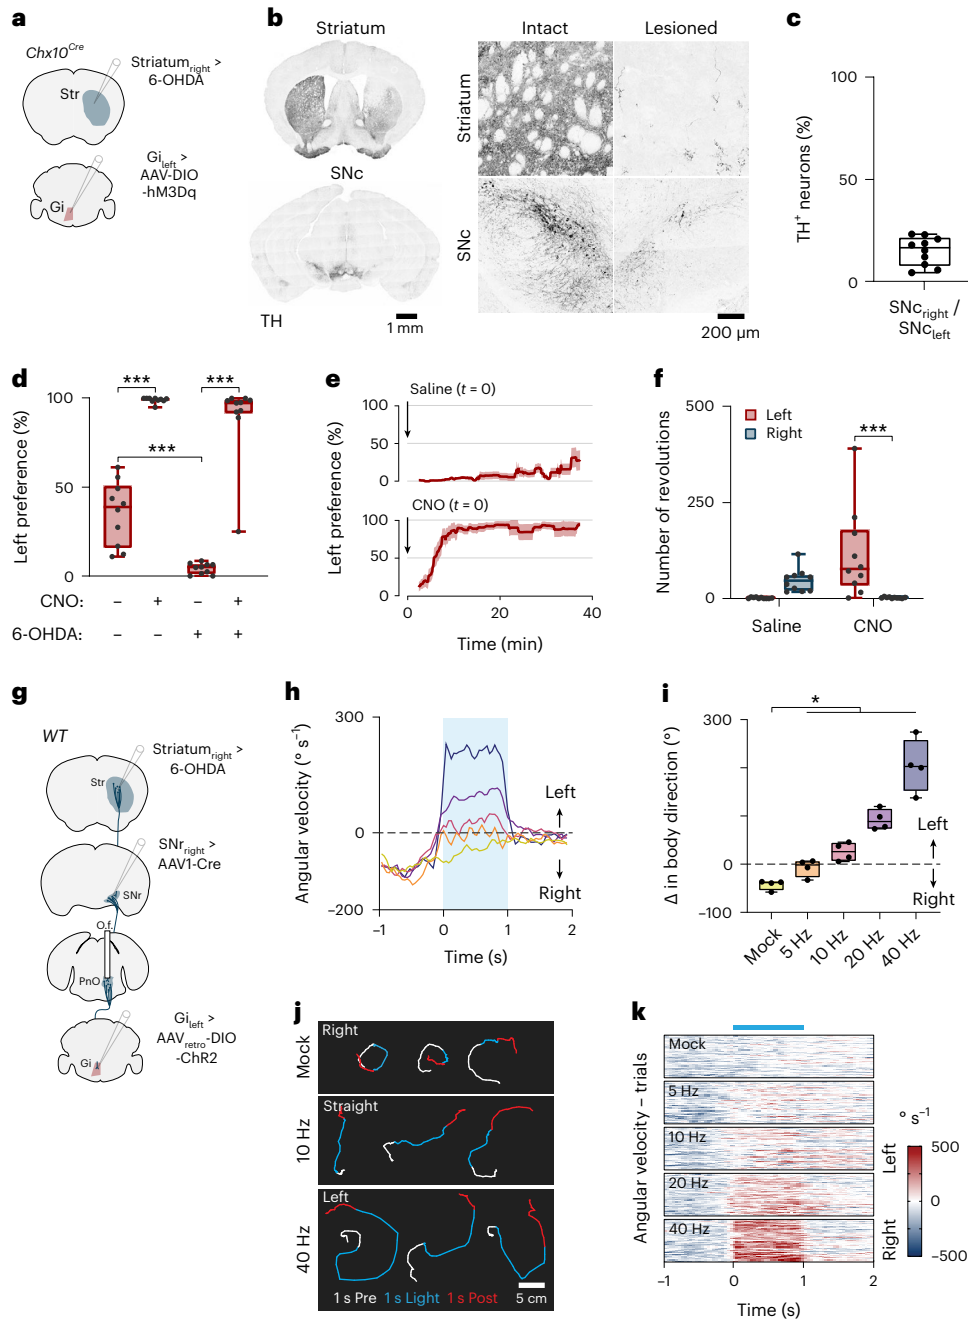 a
Chx10Cre
Striatumright >
6-OHDA
Str
Gileft >
AAV-DIO
-hM3Dq
Gi
b
Striatum
SNc
TH
1 mm
Intact
Lesioned
Striatum
SNc
200 µm
c
TH+ neurons (%)
100
50
0
SNcright /
SNcleft
d
Left preference (%)
100
50
0
***
***
***
CNO:
–
+
–
+
6-OHDA:
–
–
+
+
e
Saline (t = 0)
Left preference (%)
100
50
0
CNO (t = 0)
100
50
0
0
20
40
Time (min)
f
Number of revolutions
500
250
0
Left
Right
***
Saline
CNO
g
WT
Striatumright >
6-OHDA
Str
SNrright >
AAV1-Cre
SNr
O.f.
PnO
Gileft >
AAVretro-DIO
-ChR2
Gi
h
Angular velocity (° s−1)
300
0
−200
Left
Right
−1
0
1
2
Time (s)
i
Δ in body direction (°)
300
0
−100
*
Left
Right
Mock
5 Hz
10 Hz
20 Hz
40 Hz
j
Mock
Right
10 Hz
Straight
40 Hz
Left
1 s Pre
1 s Light
1 s Post
5 cm
k
Angular velocity – trials
Mock
5 Hz
10 Hz
20 Hz
40 Hz
−1
0
1
2
Time (s)
° s−1
Left
Right
500
0
−500